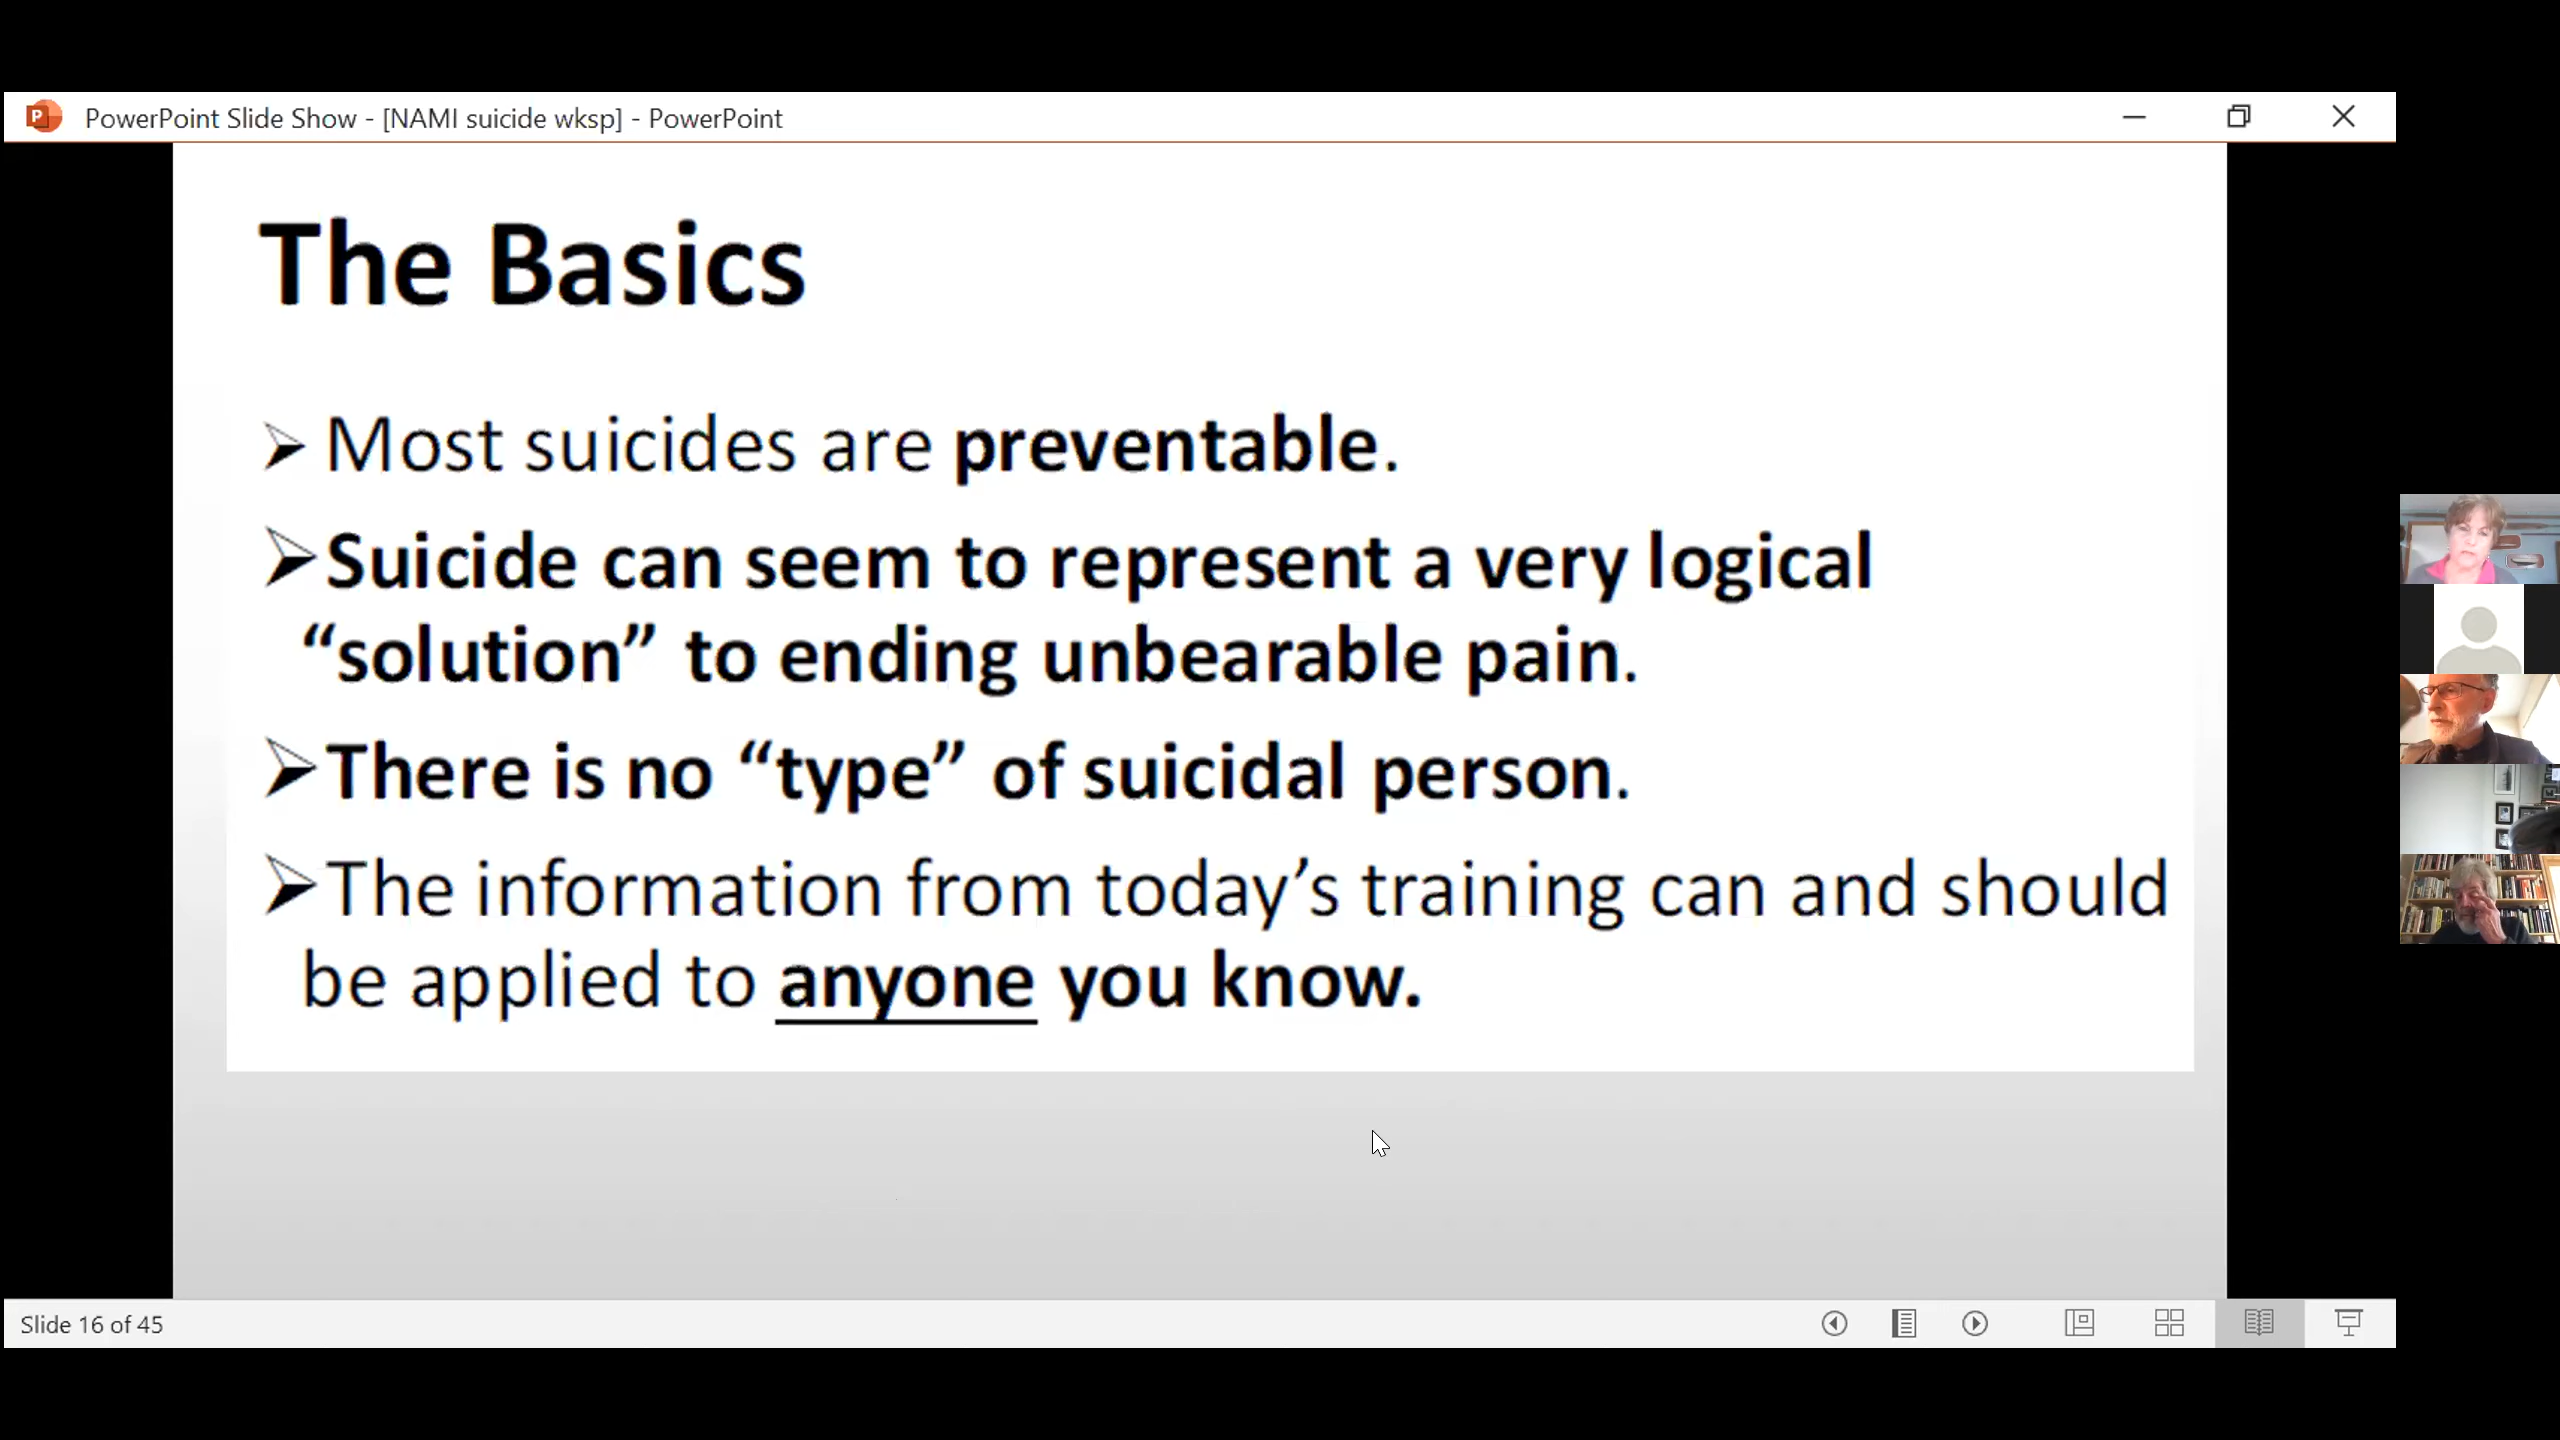 PowerPoint Slide Show - [NAMI suicide wksp] - PowerPoint
The Basics
➢ Most suicides are preventable.
➢ Suicide can seem to represent a very logical
“solution” to ending unbearable pain.
➢ There is no “type” of suicidal person.
➢ The information from today’s training can and should
be applied to anyone you know.
Slide 16 of 45